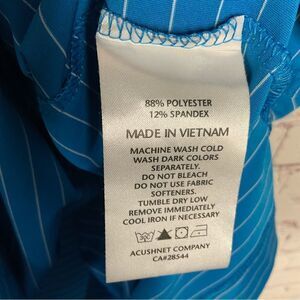 88% POLYESTER
12% SPANDEX
MADE IN VIETNAM
MACHINE WASH COLD
WASH DARK COLORS
SEPARATELY.
DO NOT BLEACH
DO NOT USE FABRIC
SOFTENERS.
TUMBLE DRY LOW
REMOVE IMMEDIATELY
COOL IRON IF NECESSARY
ACUSHNET COMPANY
CA#28544